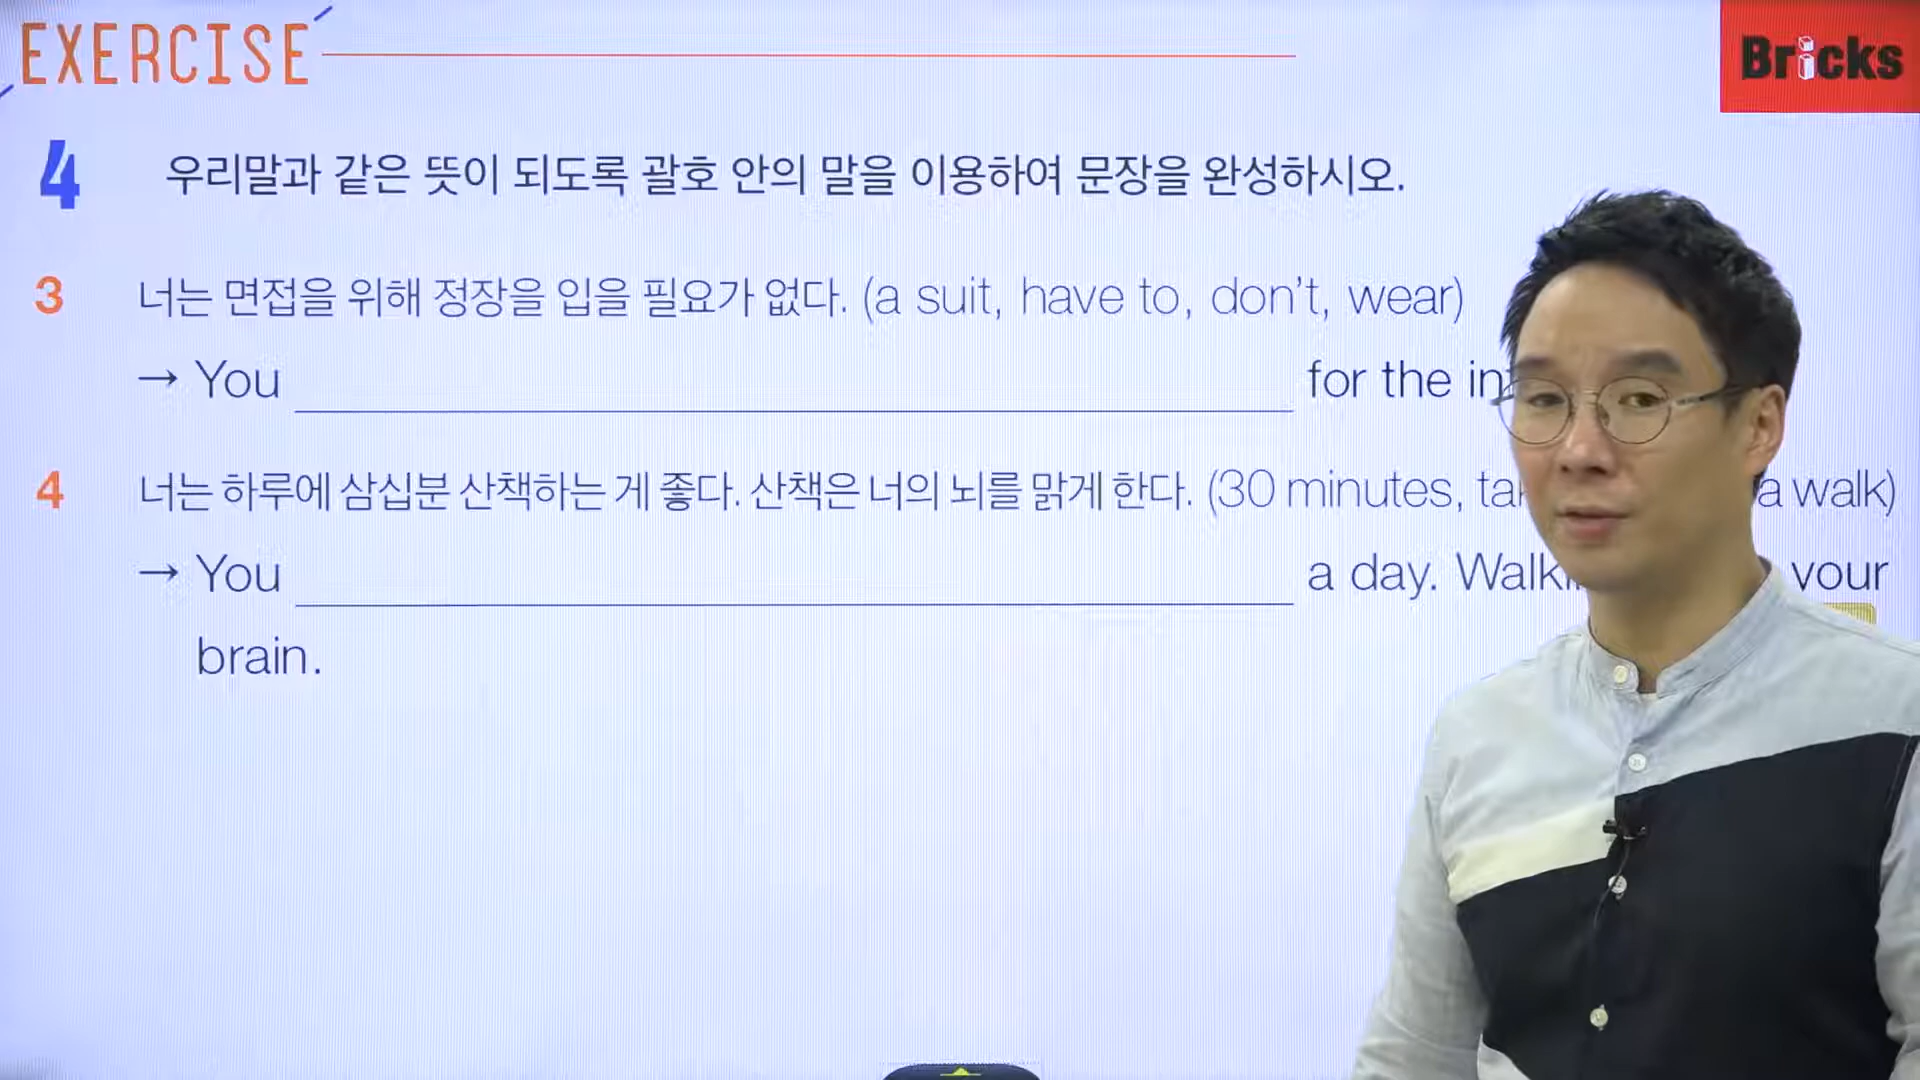 EXERCISE
Bricks
4 우리말과 같은 뜻이 되도록 괄호 안의 말을 이용하여 문장을 완성하시오.
3 너는 면접을 위해 정장을 입을 필요가 없다. (a suit, have to, don't, wear)
→ You for the
4 너는 하루에 삼십분 산책하는 게 좋다. 산책은 너의 뇌를 맑게 한다. (30 minutes, a walk)
→ You a day. your
brain.